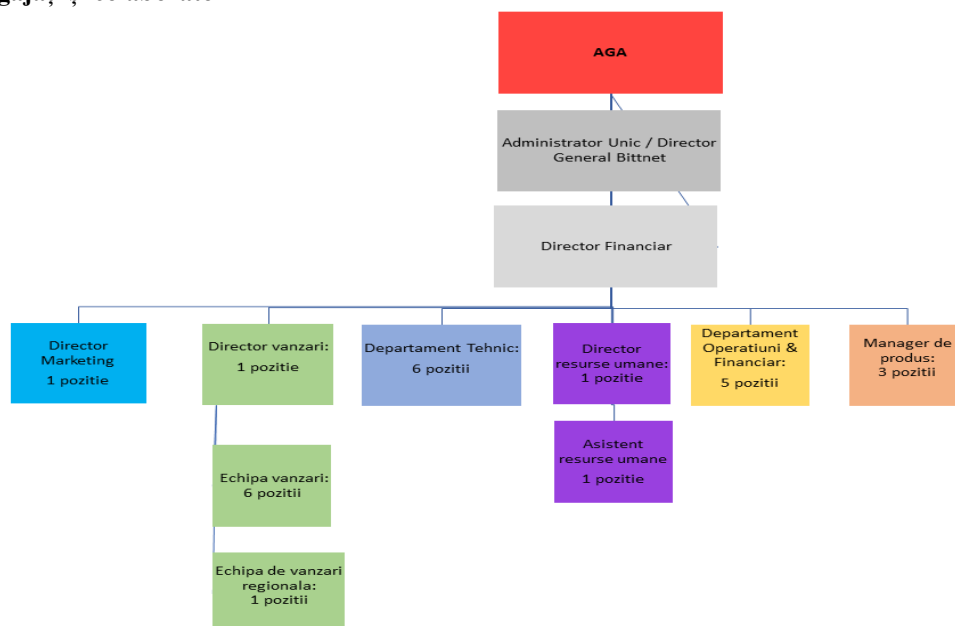 AGA
Administrator Unic / Director
General Bittnet
Director Financiar
Director
Marketing
1 pozitie
Director vanzari:
1 pozitie
Departament Tehnic:
6 pozitii
Director
resurse umane:
1 pozitie
Departament
Operatiuni &
Financiar:
5 pozitii
Manager de
produs:
3 pozitii
Echipa vanzari:
6 pozitii
Asistent
resurse umane
1 pozitie
Echipa de vanzari
regionala:
1 pozitii